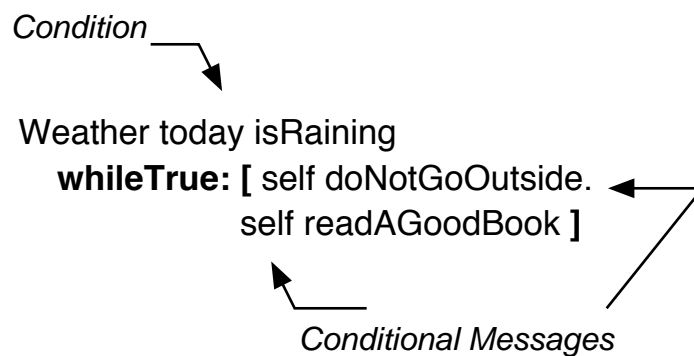 Condition
Weather today isRaining
whileTrue: [ self doNotGoOutside.
self readAGoodBook ]
Conditional Messages